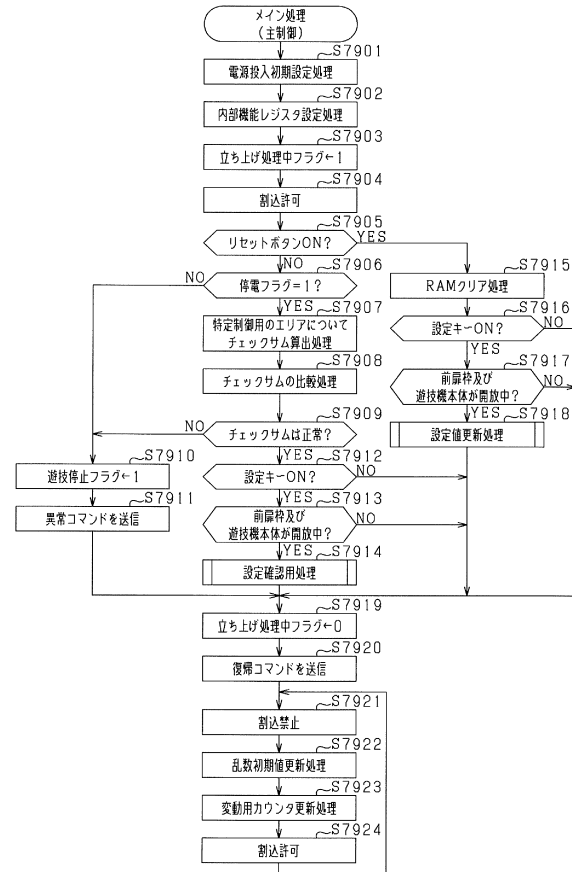 メイン処理
(主制御)
S7901
電源投入初期設定処理
S7902
内部機能レジスタ設定処理
S7903
立ち上げ処理中フラグ←1
S7904
割込許可
S7905
リセットボタンON?
YES
NO
S7906
停電フラグ=1?
NO
YES
S7907
特定制御用のエリアについて
チェックサム算出処理
S7908
チェックサムの比較処理
S7909
チェックサムは正常?
NO
YES
S7910
遊技停止フラグ←1
S7911
異常コマンドを送信
S7912
設定キーON?
NO
YES
S7913
前扉枠及び
遊技機本体が開放中?
NO
YES
S7914
設定確認用処理
S7915
RAMクリア処理
S7916
設定キーON?
NO
YES
S7917
前扉枠及び
遊技機本体が開放中?
NO
YES
S7918
設定値更新処理
S7919
立ち上げ処理中フラグ←0
S7920
復帰コマンドを送信
S7921
割込禁止
S7922
乱数初期値更新処理
S7923
変動用カウンタ更新処理
S7924
割込許可